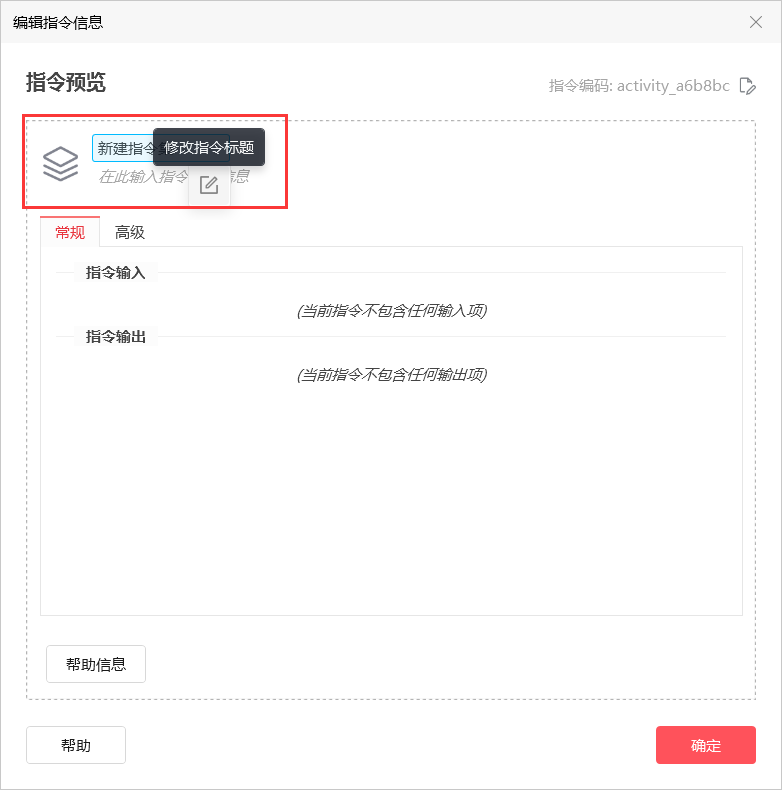 编辑指令信息
指令预览
指令编码: activity_a6b8bc
新建指令
修改指令标题
在此输入指令
信息
常规
高级
指令输入
(当前指令不包含任何输入项)
指令输出
(当前指令不包含任何输出项)
帮助信息
帮助
确定